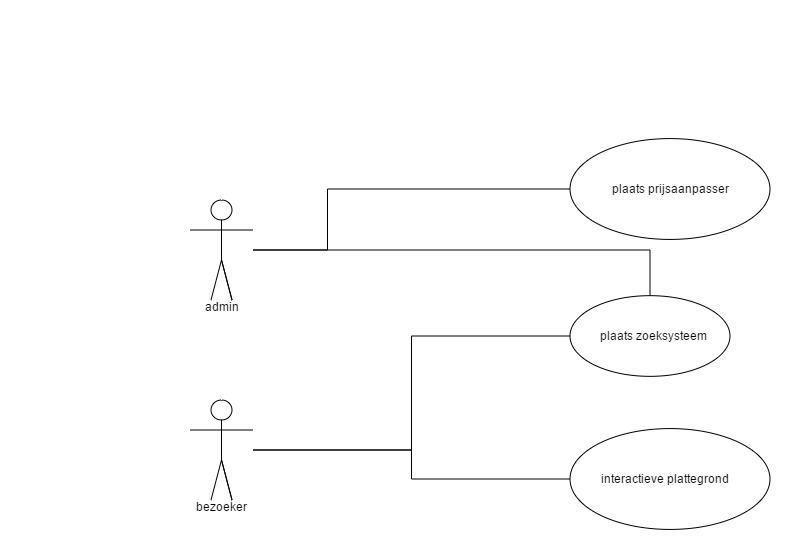 plaats prijsaanpasser
admin
plaats zoeksysteem
interactieve plattegrond
bezoeker